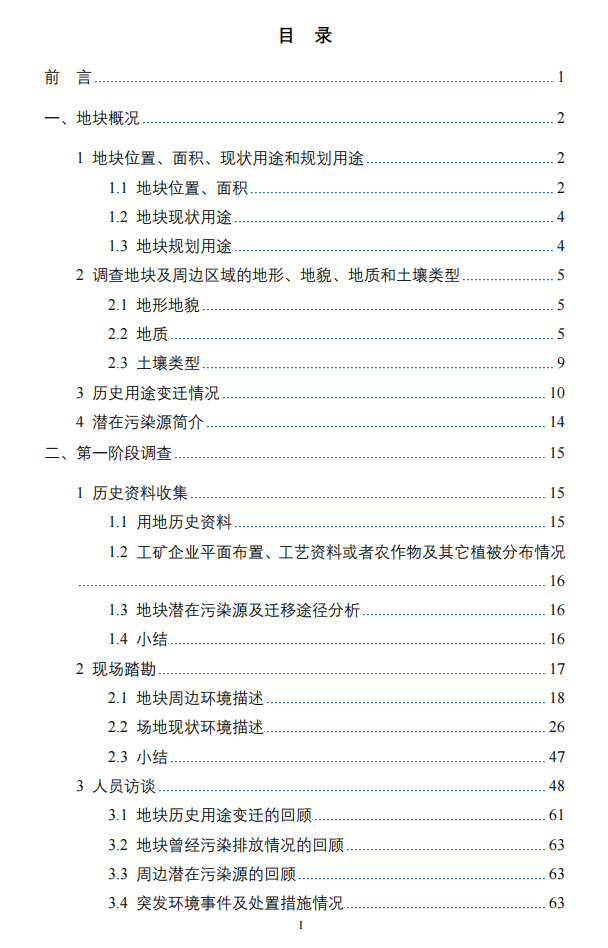 目 录
前 言 1
一、地块概况 2
1 地块位置、面积、现状用途和规划用途 2
1.1 地块位置、面积 2
1.2 地块现状用途 4
1.3 地块规划用途 4
2 调查地块及周边区域的地形、地貌、地质和土壤类型 5
2.1 地形地貌 5
2.2 地质 5
2.3 土壤类型 9
3 历史用途变迁情况 10
4 潜在污染源简介 14
二、第一阶段调查 15
1 历史资料收集 15
1.1 用地历史资料 15
1.2 工矿企业平面布置、工艺资料或者农作物及其它植被分布情况
16
1.3 地块潜在污染源及迁移途径分析 16
1.4 小结 16
2 现场踏勘 17
2.1 地块周边环境描述 18
2.2 场地现状环境描述 26
2.3 小结 47
3 人员访谈 48
3.1 地块历史用途变迁的回顾 61
3.2 地块曾经污染排放情况的回顾 63
3.3 周边潜在污染源的回顾 63
3.4 突发环境事件及处置措施情况 63
I